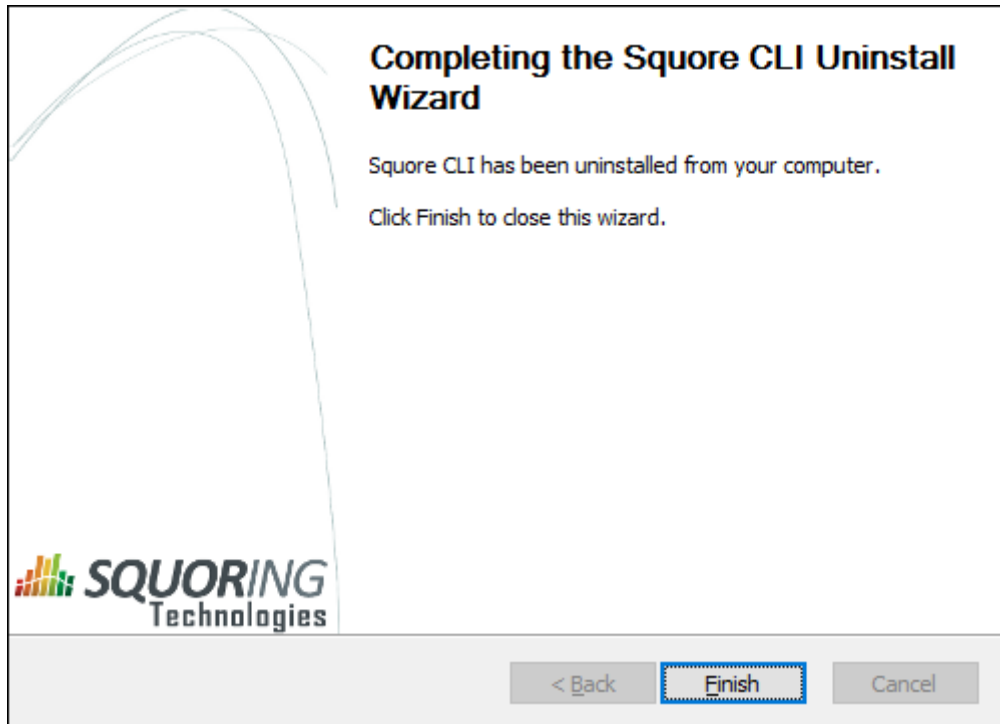 Completing the Squore CLI Uninstall
Wizard
Squore CLI has been uninstalled from your computer.
Click Finish to close this wizard.
SQUORING
Technologies
< Back
Finish
Cancel